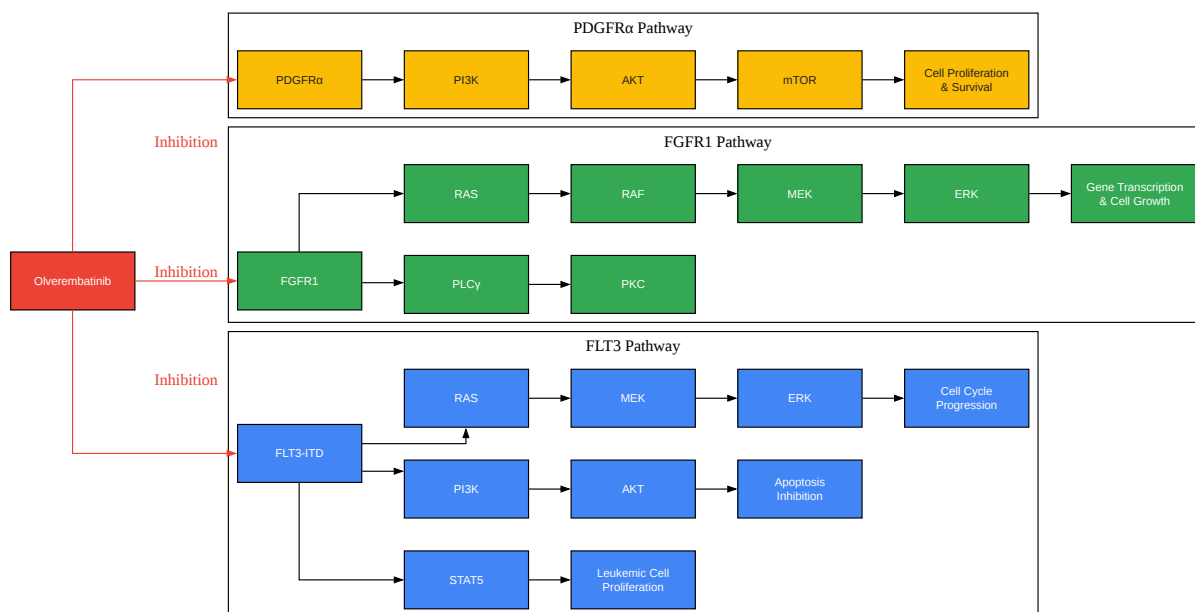 PDGFRα Pathway
PDGFRα
PI3K
AKT
mTOR
Cell Proliferation
& Survival
Inhibition
FGFR1 Pathway
RAS
RAF
MEK
ERK
Gene Transcription
& Cell Growth
Olverembatinib
Inhibition
FGFR1
PLCγ
PKC
FLT3 Pathway
Inhibition
RAS
MEK
ERK
Cell Cycle
Progression
FLT3-ITD
PI3K
AKT
Apoptosis
Inhibition
STAT5
Leukemic Cell
Proliferation